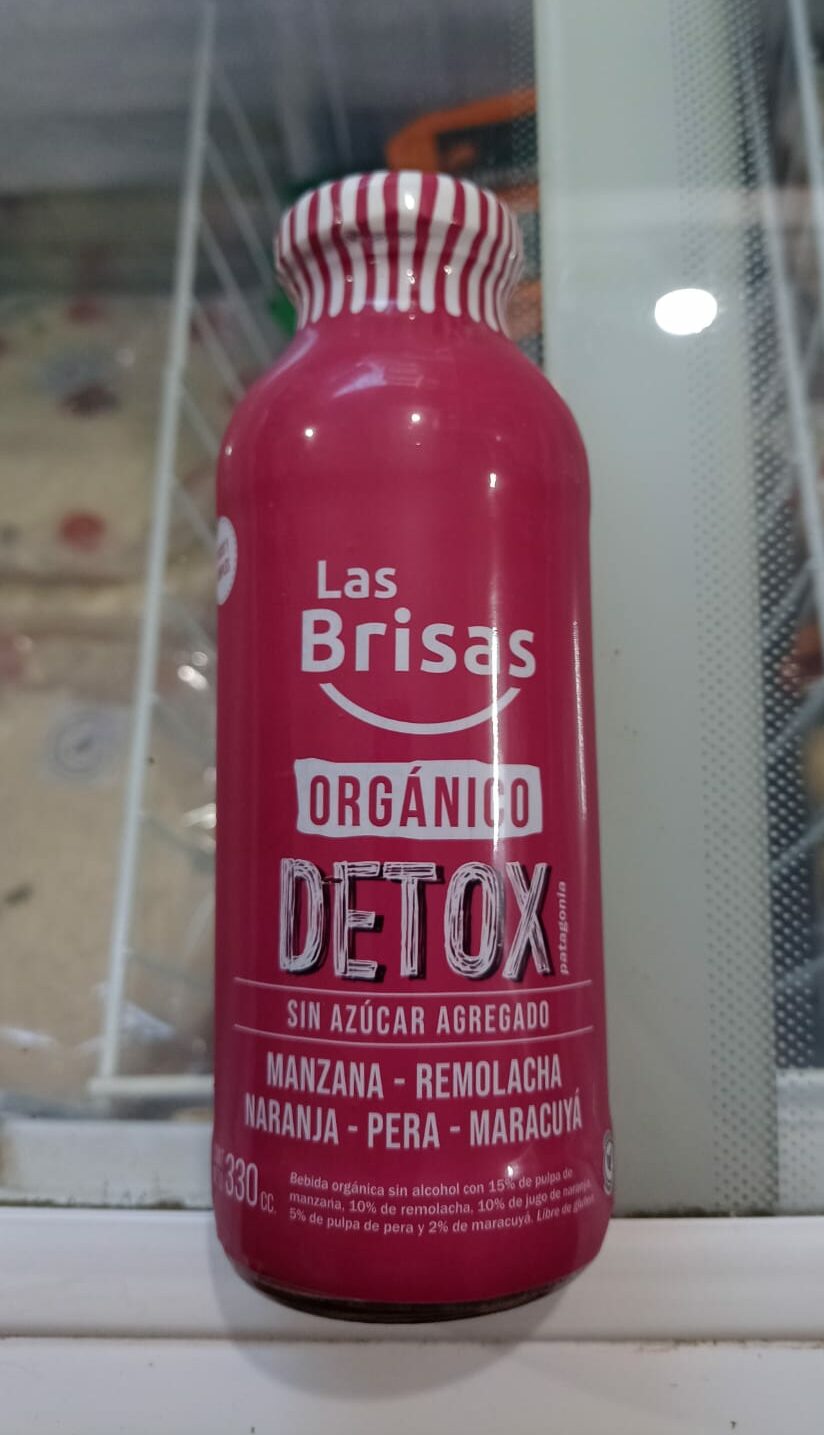 Las
Brisas
ORGÁNICO
DETOX
patagonia
SIN AZÚCAR AGREGADO
MANZANA - REMOLACHA
NARANJA - PERA - MARACUYÁ
330 cc.
Bebida orgánica sin alcohol con 15% de pulpa de
manzana, 10% de remolacha, 10% de jugo de naranja,
5% de pulpa de pera y 2% de maracuyá. Libre de gluten.